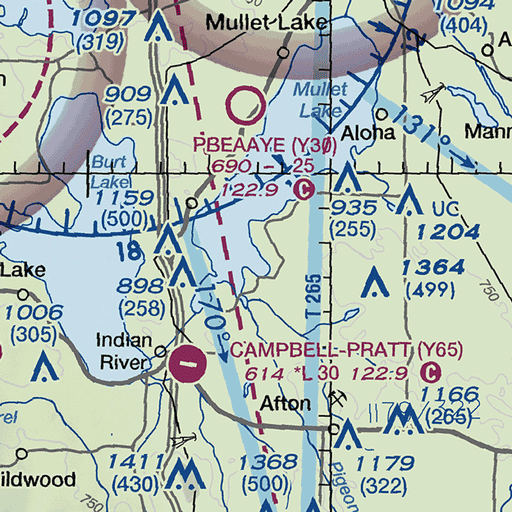 1097
(319)
Mullet Lake
1094
(404)
909
(275)
Mullet
Lake
Aloha
131°
Mann
PBEAAYE (Y30)
690 - 25
122.9 C
Burt
Lake
1159
(500)
18
935
(255)
UC
1204
Lake
898
(258)
170°
T 265
1364
(499)
750
1006
(305)
Indian
River
CAMPBELL-PRATT (Y65)
614 *L 30 122.9 C
Afton
1166
(265)
ildwood
1411
(430)
1368
(500)
1179
(322)
Pigeon
750